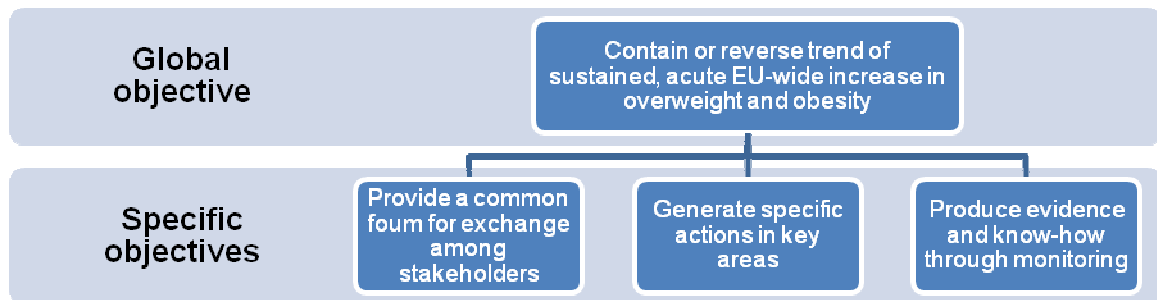 Global
objective
Contain or reverse trend of
sustained, acute EU-wide increase in
overweight and obesity
Specific
objectives
Provide a common
foum for exchange
among
stakeholders
Generate specific
actions in key
areas
Produce evidence
and know-how
through monitoring